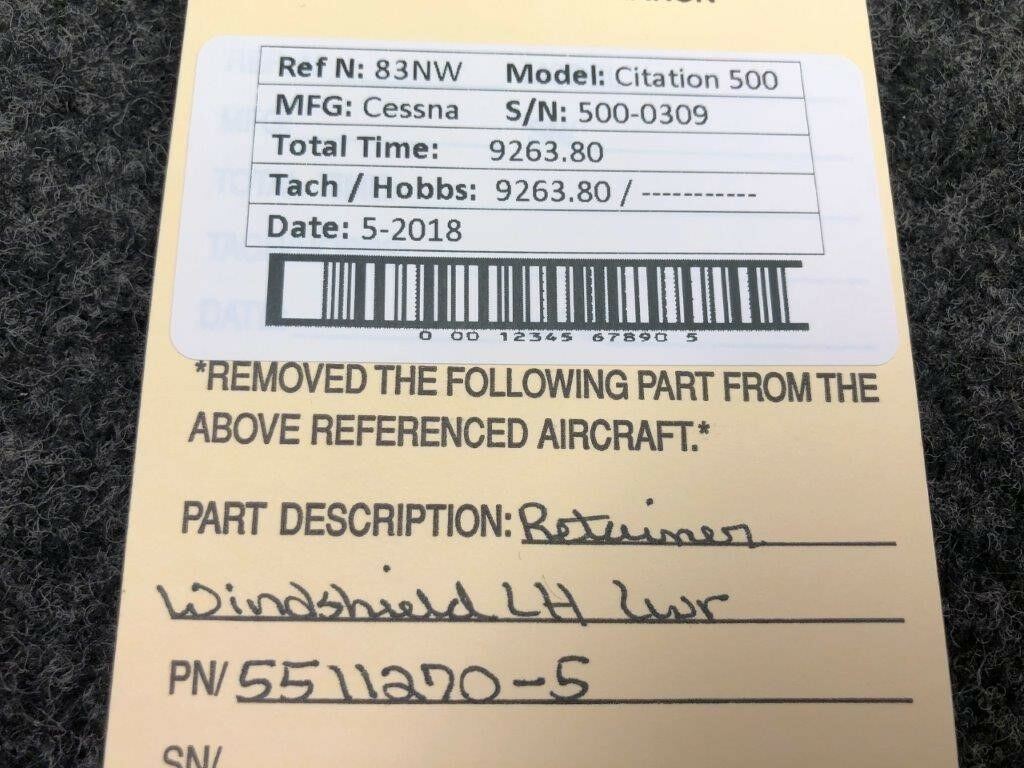 Ref N: 83NW Model: Citation 500
MFG: Cessna S/N: 500-0309
Total Time: 9263.80
Tach / Hobbs: 9263.80 / -----------
Date: 5-2018
0 00 12345 67890 5
*REMOVED THE FOLLOWING PART FROM THE
ABOVE REFERENCED AIRCRAFT.*
PART DESCRIPTION: Retainer
Windshield LH lwr
PN/ 5511270-5
SN/